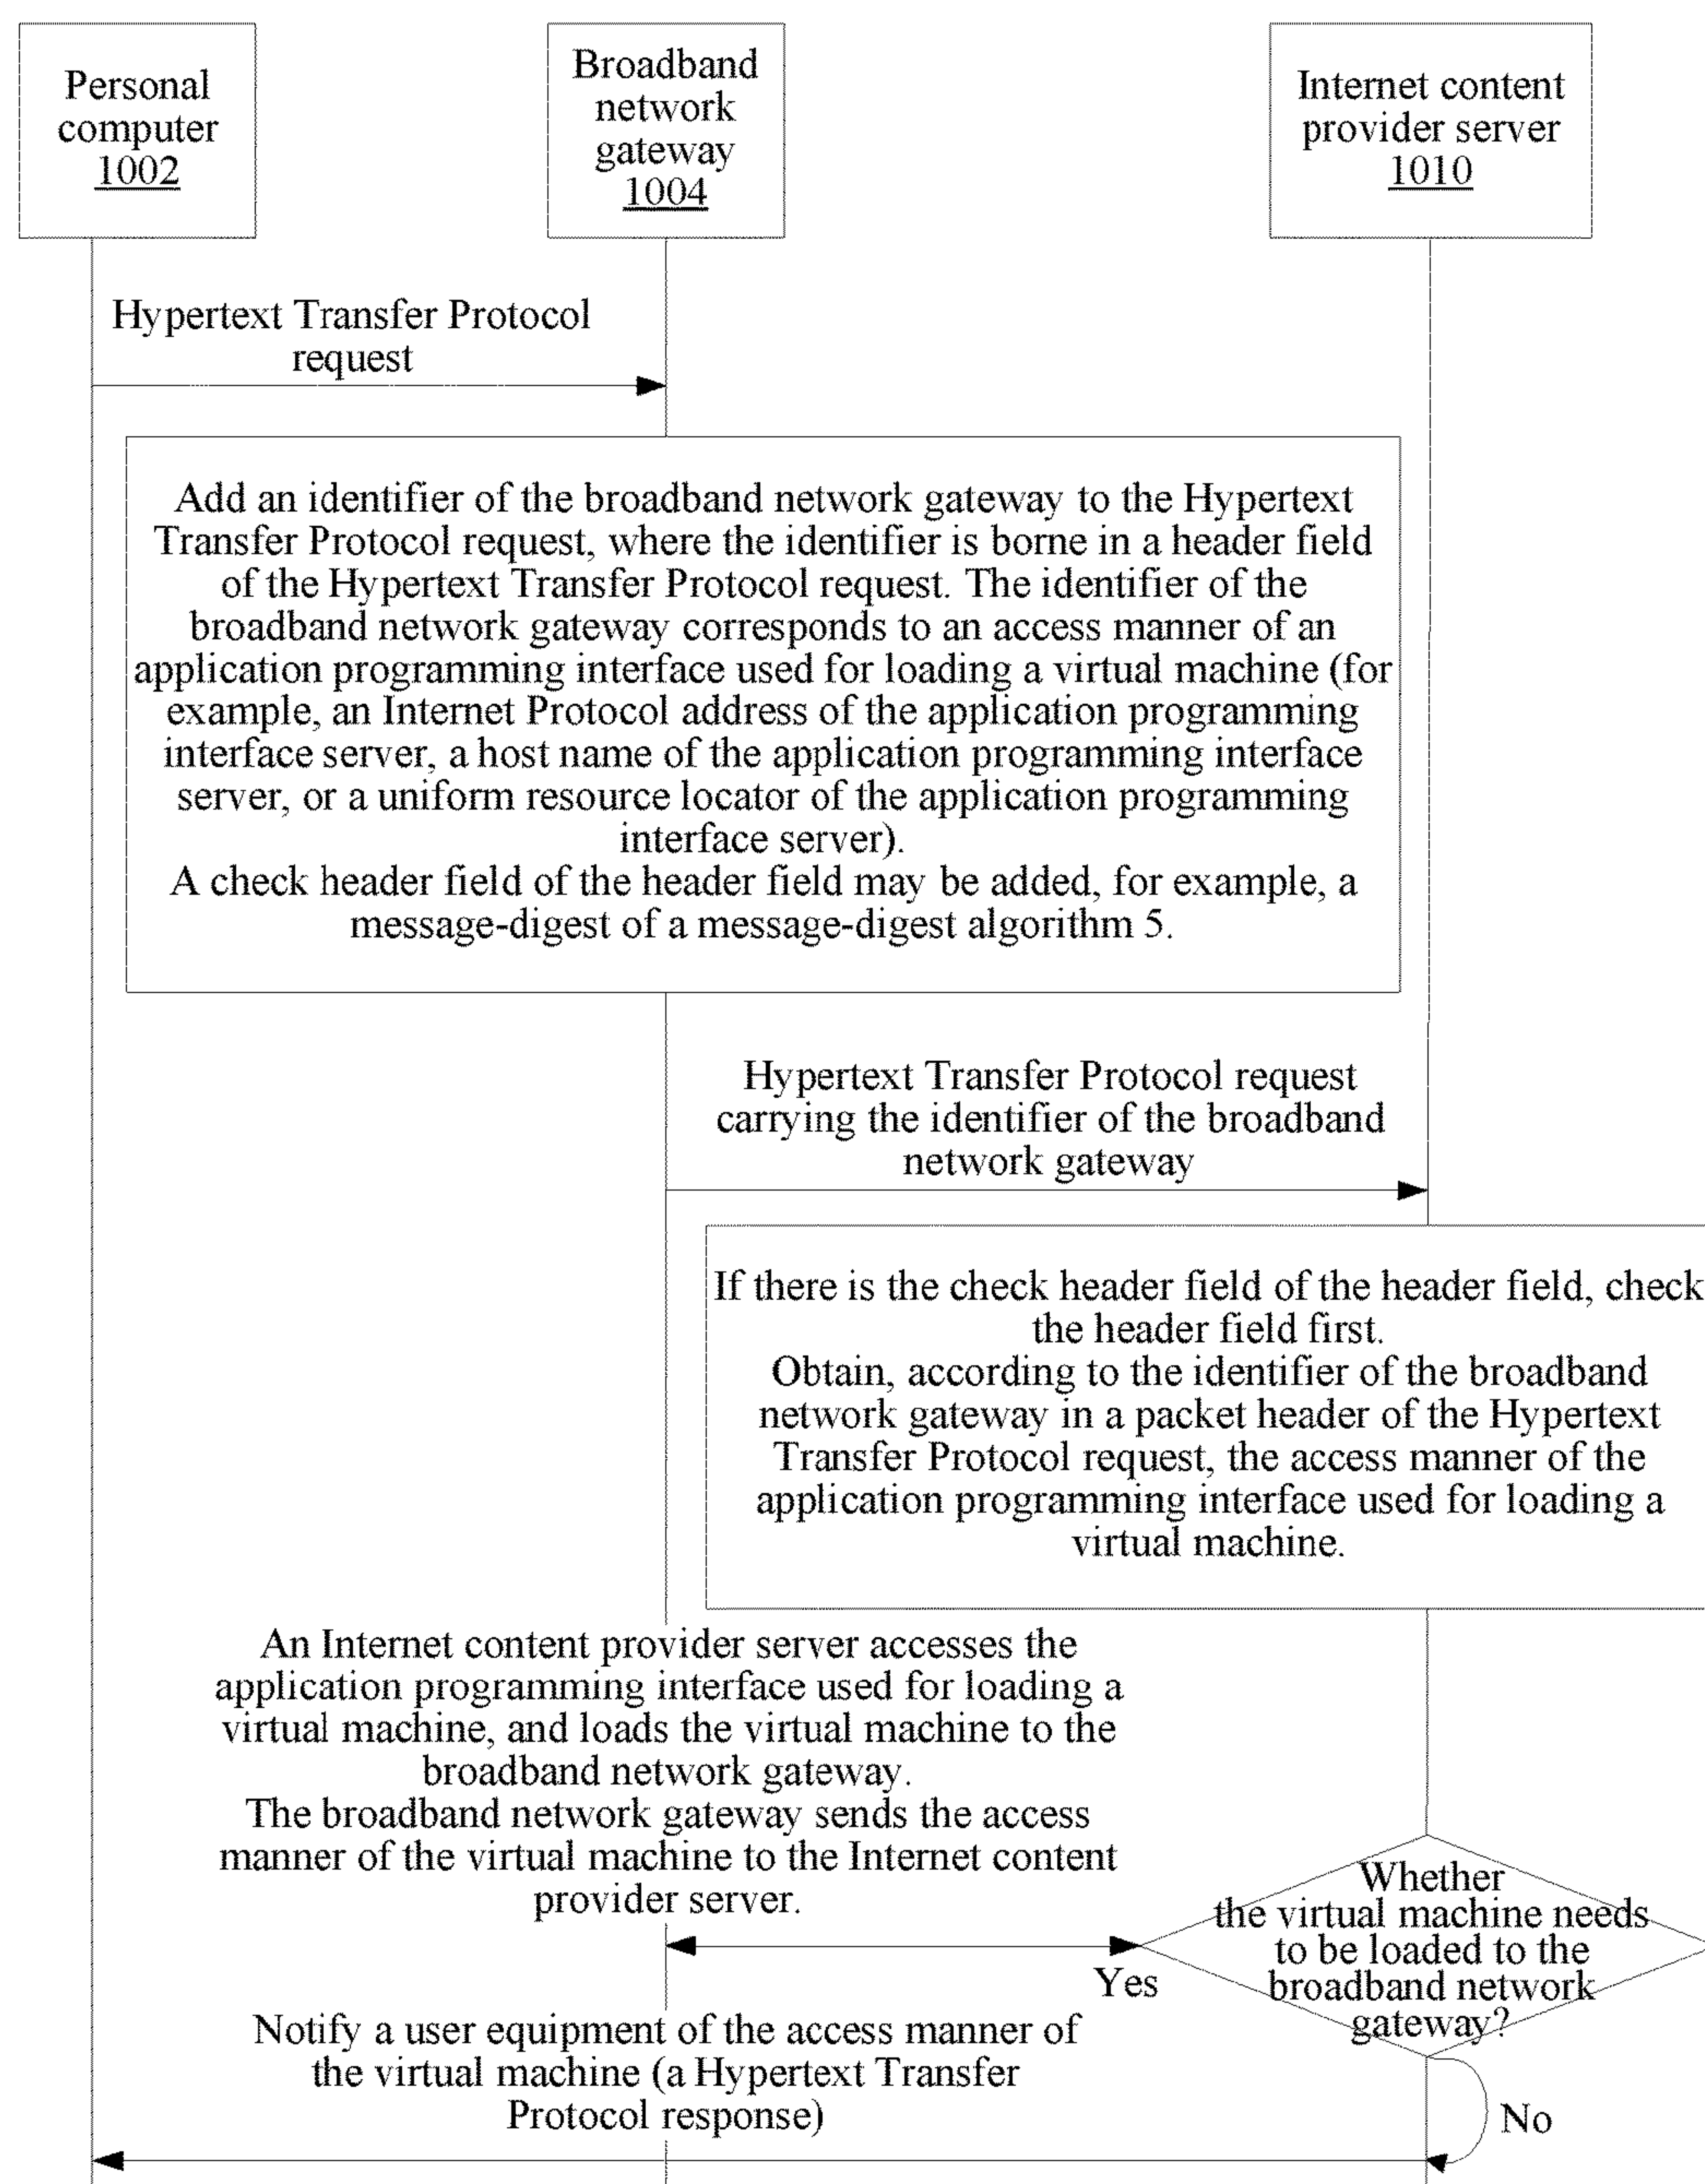 Personal
computer
1002
Broadband
network
gateway
1004
Internet content
provider server
1010
Hypertext Transfer Protocol
request
Add an identifier of the broadband network gateway to the Hypertext
Transfer Protocol request, where the identifier is borne in a header field
of the Hypertext Transfer Protocol request. The identifier of the
broadband network gateway corresponds to an access manner of an
application programming interface used for loading a virtual machine (for
example, an Internet Protocol address of the application programming
interface server, a host name of the application programming interface
server, or a uniform resource locator of the application programming
interface server).
A check header field of the header field may be added, for example, a
message-digest of a message-digest algorithm 5.
Hypertext Transfer Protocol request
carrying the identifier of the broadband
network gateway
If there is the check header field of the header field, check
the header field first.
Obtain, according to the identifier of the broadband
network gateway in a packet header of the Hypertext
Transfer Protocol request, the access manner of the
application programming interface used for loading a
virtual machine.
An Internet content provider server accesses the
application programming interface used for loading a
virtual machine, and loads the virtual machine to the
broadband network gateway.
The broadband network gateway sends the access
manner of the virtual machine to the Internet content
provider server.
Whether
the virtual machine needs
to be loaded to the
broadband network
gateway?
Yes
Notify a user equipment of the access manner of
the virtual machine (a Hypertext Transfer
Protocol response)
No